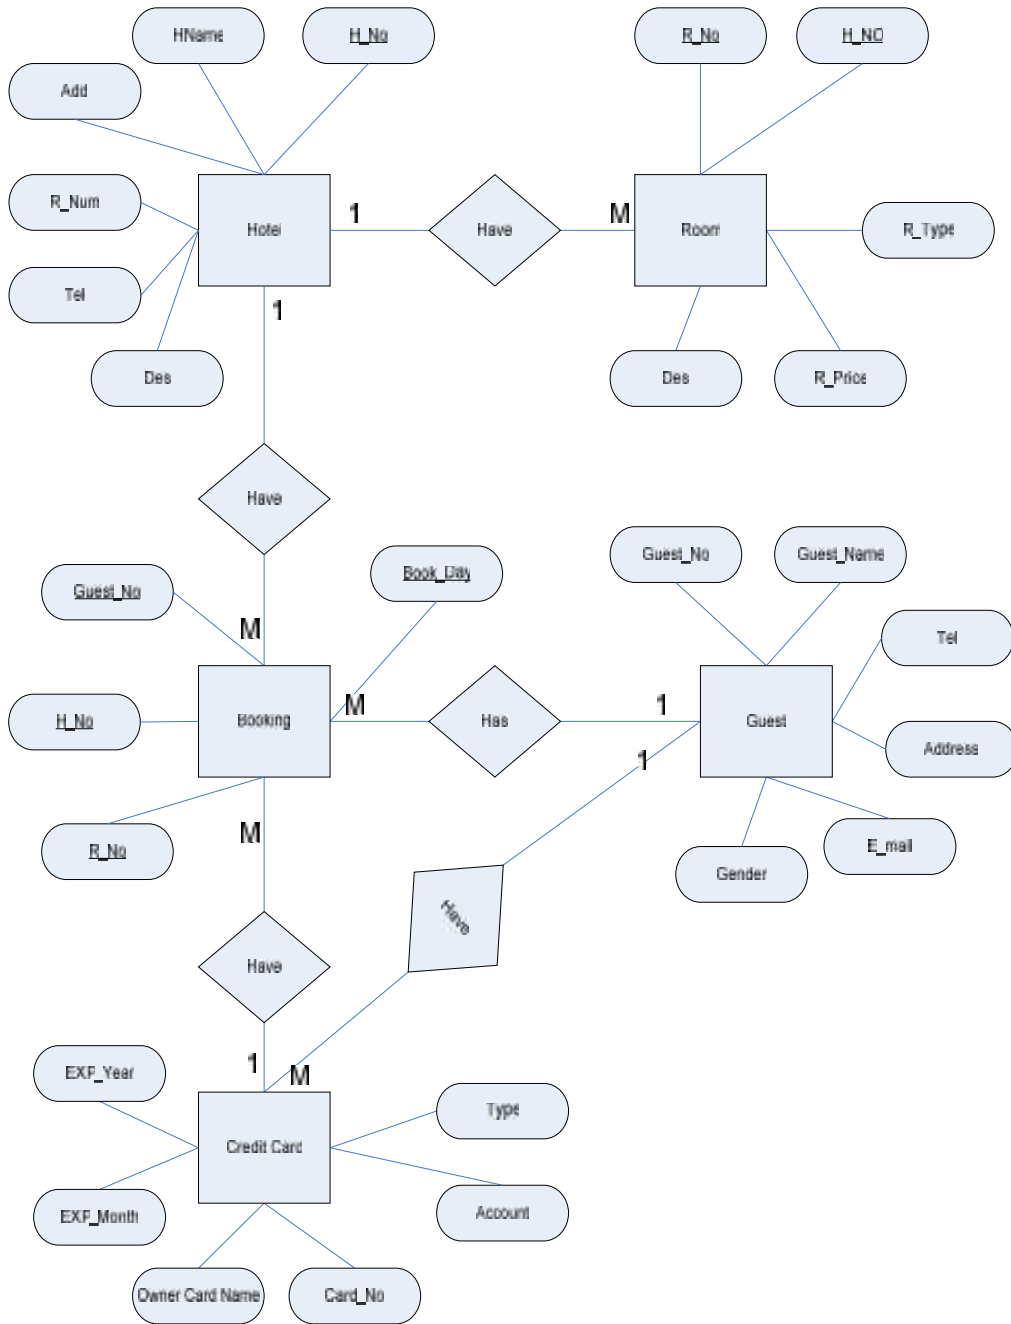 HName
H_No
R_No
H_NO
Add
R_Num
Hotel
1
Have
M
Room
R_Type
Tel
1
Des
Des
R_Price
Have
Guest_No
Book_Day
Guest_No
Guest_Name
M
Tel
H_No
Booking
M
Has
1
Guest
Address
1
R_No
M
Gender
E_mail
Have
Have
EXP_Year
1
M
Type
Credit Card
EXP_Month
Account
Owner Card Name
Card_No